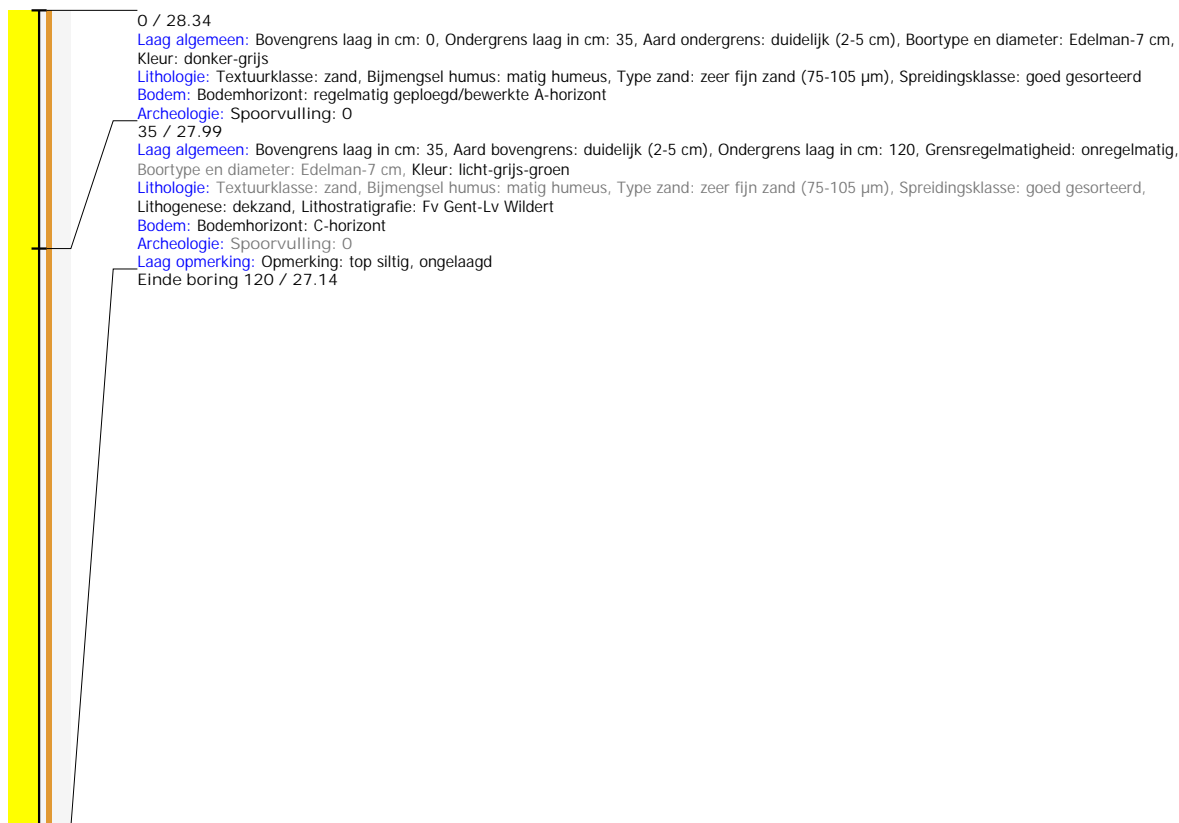 0 / 28.34
Laag algemeen: Bovengrens laag in cm: 0, Ondergrens laag in cm: 35, Aard ondergrens: duidelijk (2-5 cm), Boortype en diameter: Edelman-7 cm,
Kleur: donker-grijs
Lithologie: Textuurklasse: zand, Bijmengsel humus: matig humeus, Type zand: zeer fijn zand (75-105 µm), Spreidingsklasse: goed gesorteerd
Bodem: Bodemhorizont: regelmatig geploegd/bewerkte A-horizont
Archeologie: Spoorvulling: 0
35 / 27.99
Laag algemeen: Bovengrens laag in cm: 35, Aard bovengrens: duidelijk (2-5 cm), Ondergrens laag in cm: 120, Grensregelmatigheid: onregelmatig,
Boortype en diameter: Edelman-7 cm, Kleur: licht-grijs-groen
Lithologie: Textuurklasse: zand, Bijmengsel humus: matig humeus, Type zand: zeer fijn zand (75-105 µm), Spreidingsklasse: goed gesorteerd,
Lithogenese: dekzand, Lithostratigrafie: Fv Gent-Lv Wildert
Bodem: Bodemhorizont: C-horizont
Archeologie: Spoorvulling: 0
Laag opmerking: Opmerking: top siltig, ongelaagd
Einde boring 120 / 27.14